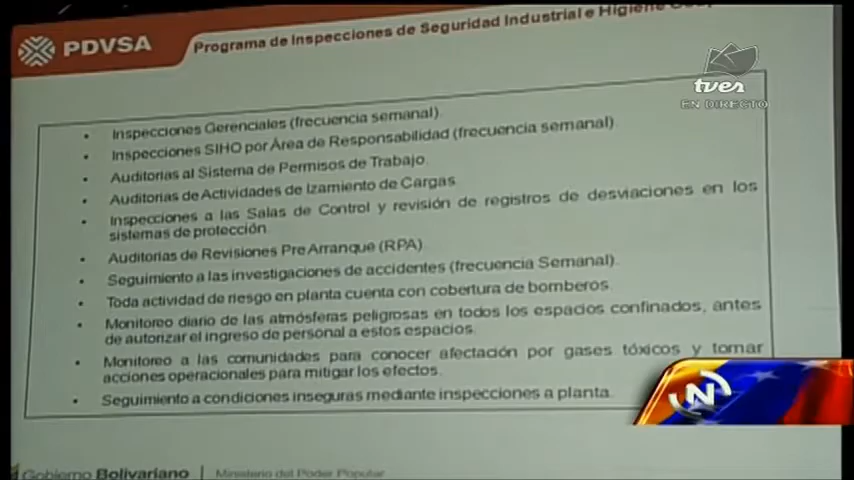 PDVSA
Programa de Inspecciones de Seguridad Industrial e Higiene
tves
EN DIRECTO
• Inspecciones Gerenciales (frecuencia semanal).
• Inspecciones SIHO por Área de Responsabilidad (frecuencia semanal).
• Auditorias al Sistema de Permisos de Trabajo.
• Auditorias de Actividades de Izamiento de Cargas
• Inspecciones a las Salas de Control y revisión de registros de desviaciones en los
sistemas de protección.
• Auditorias de Revisiones Pre Arranque (RPA)
• Seguimiento a las investigaciones de accidentes (frecuencia Semanal).
• Toda actividad de riesgo en planta cuenta con cobertura de bomberos.
• Monitoreo diario de las atmósferas peligrosas en todos los espacios confinados, antes
de autorizar el ingreso de personal a estos espacios.
• Monitoreo a las comunidades para conocer afectación por gases tóxicos y tomar
acciones operacionales para mitigar los efectos.
• Seguimiento a condiciones inseguras mediante inspecciones a planta.
N
Gobierno Bolivariano | Ministerio del Poder Popular